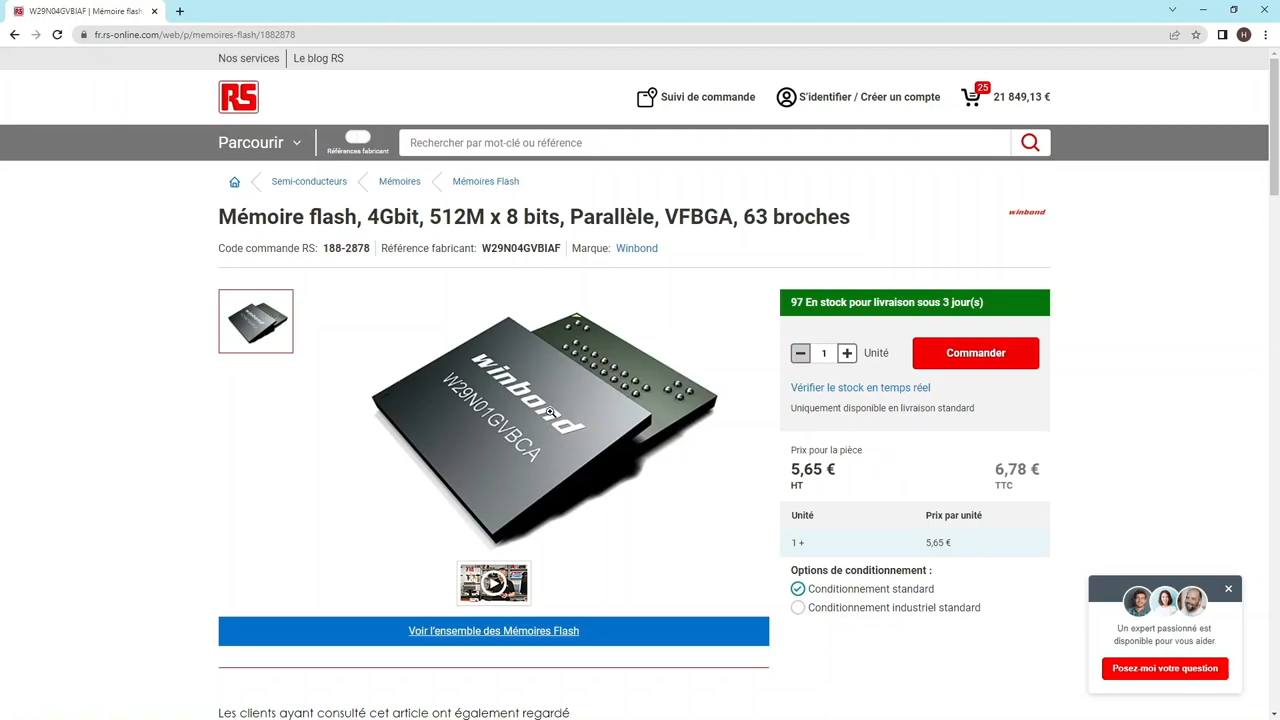 W29N04GVBIAF | Mémoire flash
fr.rs-online.com/web/p/memoires-flash/1882878
H
Nos services
Le blog RS
RS
Suivi de commande
S'identifier / Créer un compte
25
21 849,13 €
Parcourir
Références fabricant
Rechercher par mot-clé ou référence
Semi-conducteurs
Mémoires
Mémoires Flash
Mémoire flash, 4Gbit, 512M x 8 bits, Parallèle, VFBGA, 63 broches
winbond
Code commande RS: 188-2878
Référence fabricant: W29N04GVBIAF
Marque: Winbond
winbond
W29N01GVBCA
97 En stock pour livraison sous 3 jour(s)
1
Unité
Commander
Vérifier le stock en temps réel
Uniquement disponible en livraison standard
Prix pour la pièce
5,65 €
HT
6,78 €
TTC
Unité
Prix par unité
1 +
5,65 €
Options de conditionnement :
Conditionnement standard
Conditionnement industriel standard
Voir l'ensemble des Mémoires Flash
Un expert passionné est
disponible pour vous aider.
Posez-moi votre question
Les clients ayant consulté cet article ont également regardé